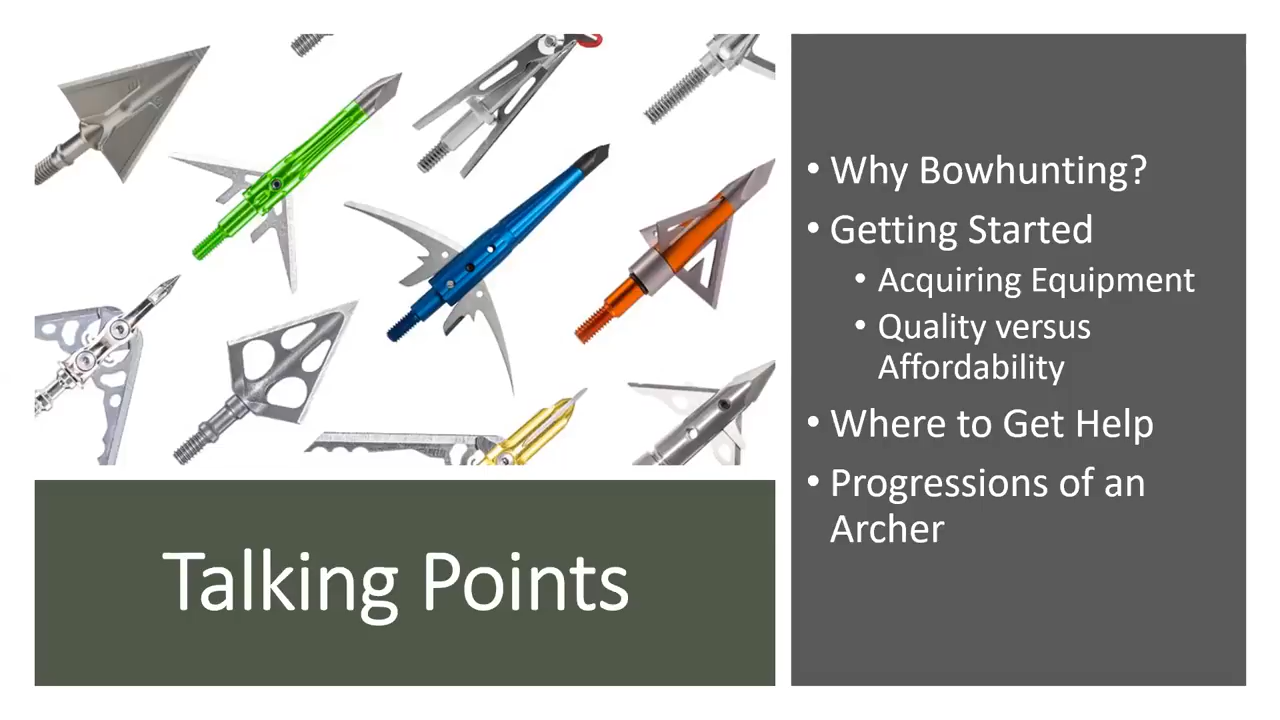 Talking Points
• Why Bowhunting?
• Getting Started
• Acquiring Equipment
• Quality versus
Affordability
• Where to Get Help
• Progressions of an
Archer